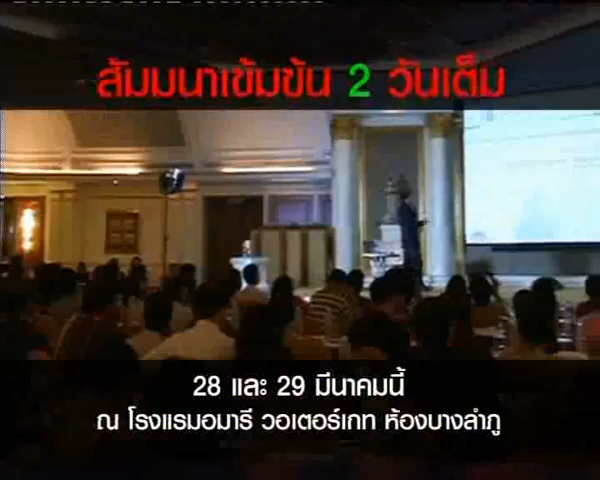 สัมมนาเข้มข้น 2 วันเต็ม
28 และ 29 มีนาคมนี้
ณ โรงแรมอมารี วอเตอร์เกท ห้องบางลำภู